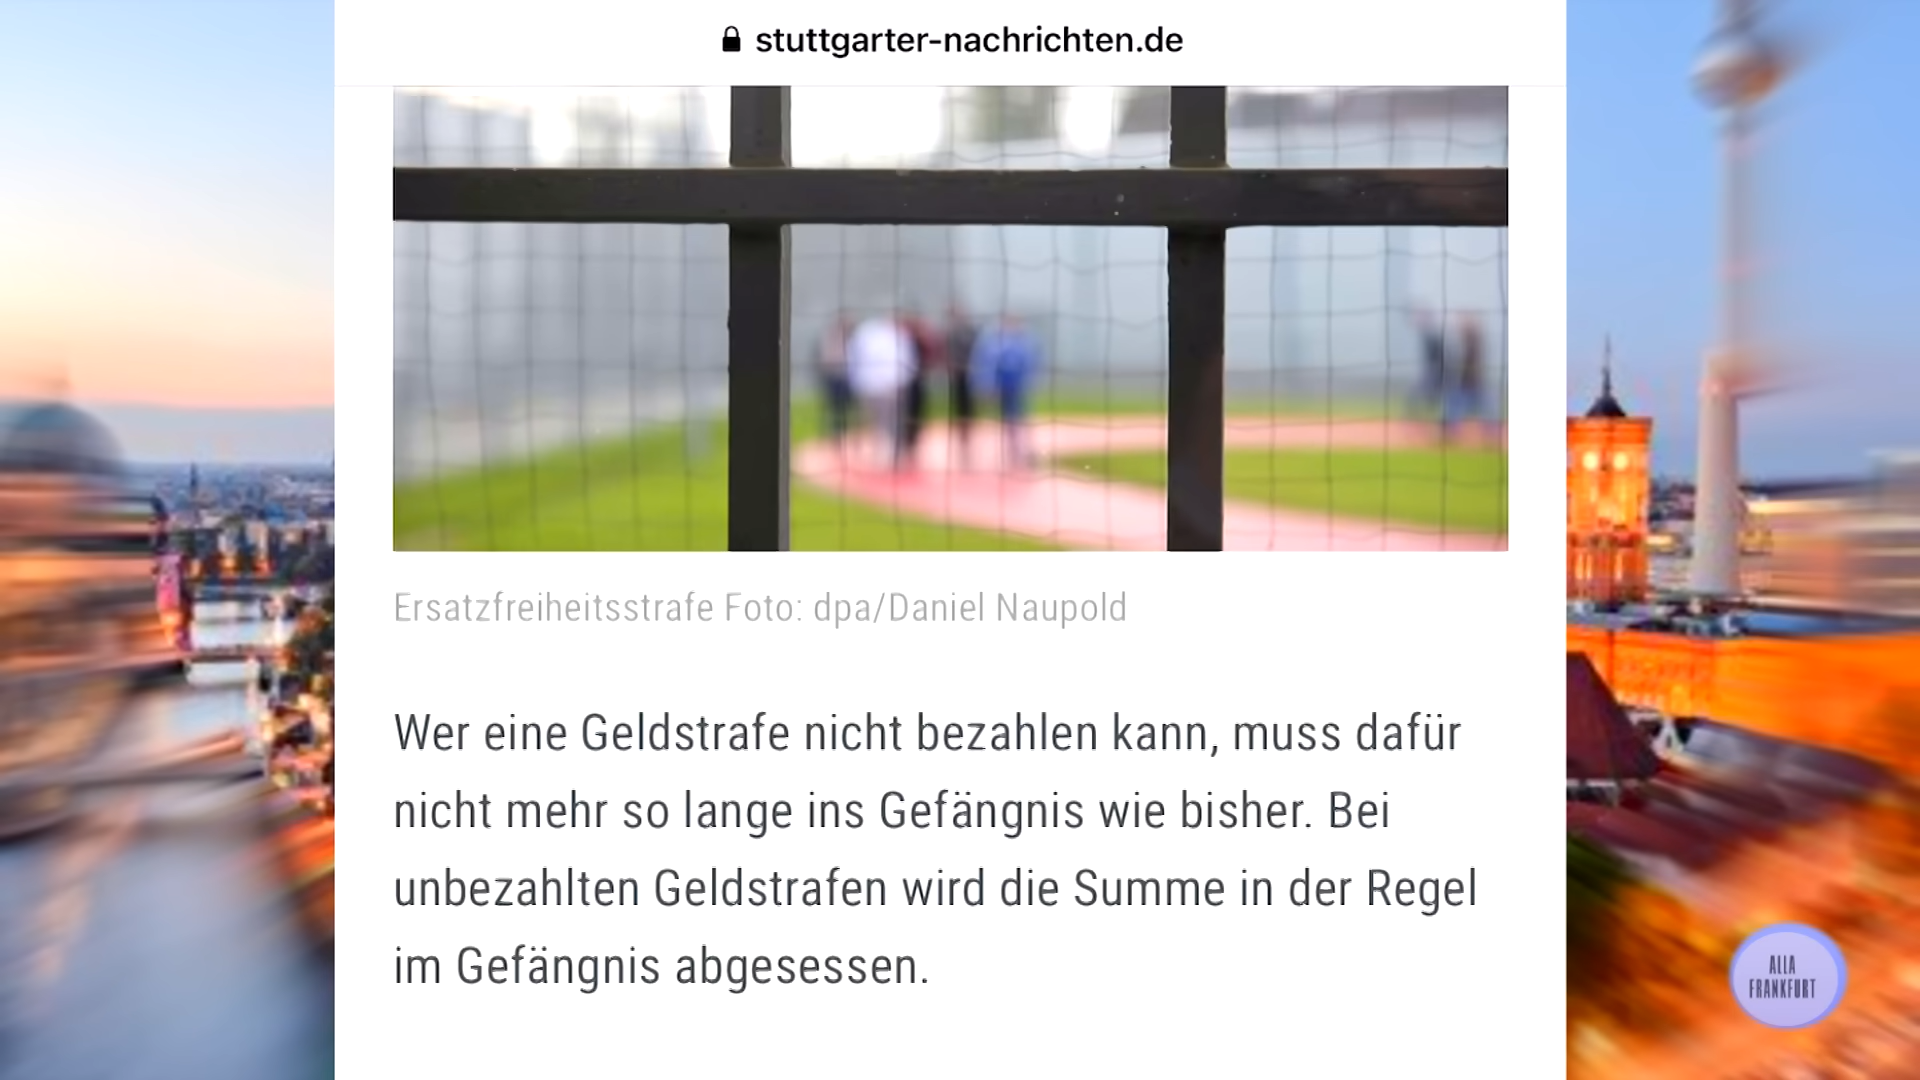 stuttgarter-nachrichten.de
Ersatzfreiheitsstrafe Foto: dpa/Daniel Naupold
Wer eine Geldstrafe nicht bezahlen kann, muss dafür
nicht mehr so lange ins Gefängnis wie bisher. Bei
unbezahlten Geldstrafen wird die Summe in der Regel
im Gefängnis abgesessen.
ALLA
FRANKFURT